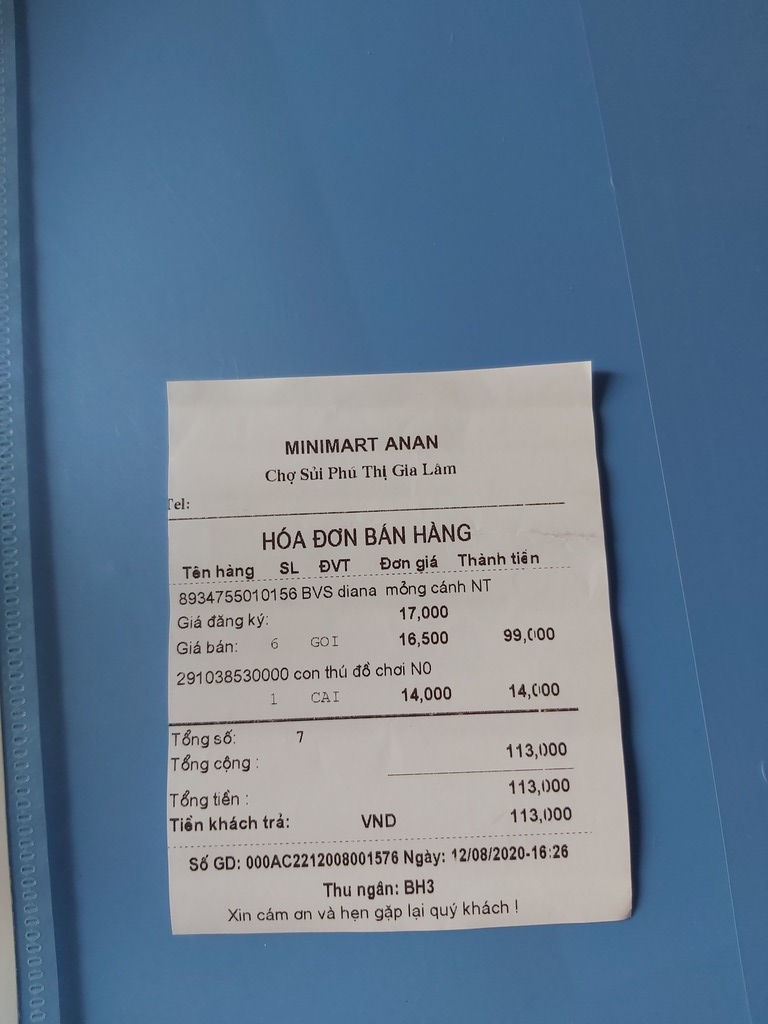 MINIMART ANAN
Chợ Sủi Phú Thị Gia Lâm
Tel:
HÓA ĐƠN BÁN HÀNG
Tên hàng SL ĐVT Đơn giá Thành tiền
8934755010156 BVS diana mỏng cánh NT
Giá đăng ký: 17,000
Giá bán: 6 GOI 16,500 99,000
291038530000 con thú đồ chơi N0
1 CAI 14,000 14,000
Tổng số: 7
Tổng cộng : 113,000
Tổng tiền : 113,000
Tiền khách trả: VND 113,000
Số GD: 000AC2212008001576 Ngày: 12/08/2020-16:26
Thu ngân: BH3
Xin cám ơn và hẹn gặp lại quý khách !